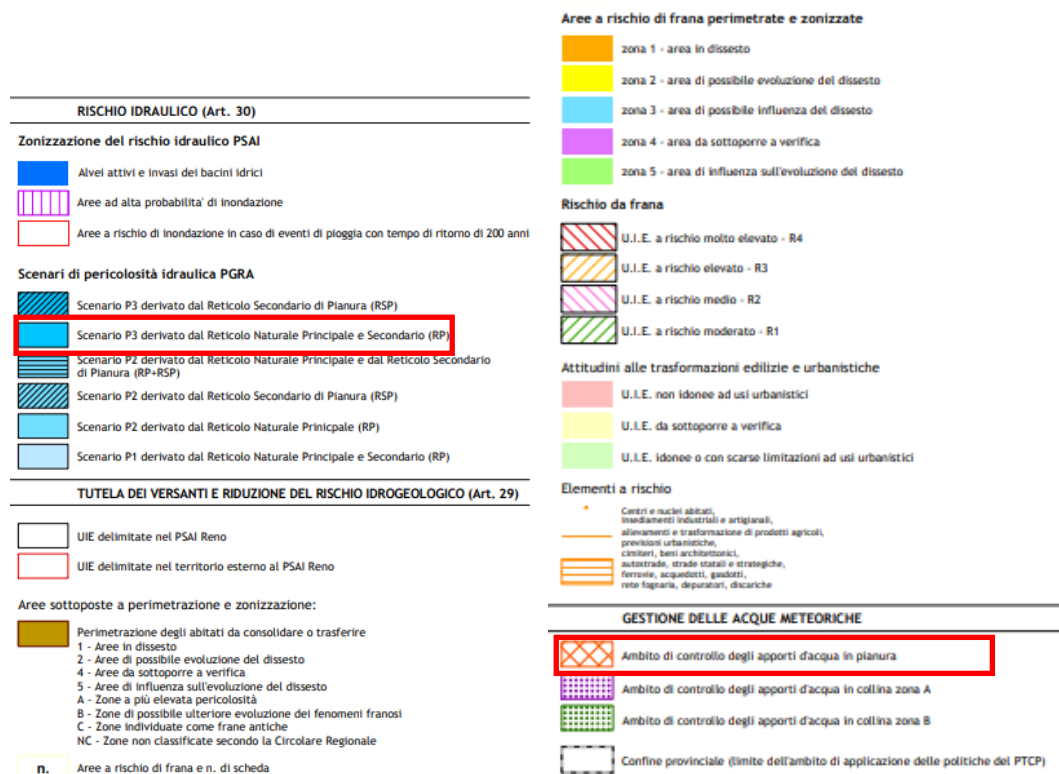 RISCHIO IDRAULICO (Art. 30)
Zonizzazione del rischio idraulico PSAI
Alvei attivi e invasi dei bacini idrici
Aree ad alta probabilita' di inondazione
Aree a rischio di inondazione in caso di eventi di pioggia con tempo di ritorno di 200 anni
Scenari di pericolosità idraulica PGRA
Scenario P3 derivato dal Reticolo Secondario di Pianura (RSP)
Scenario P3 derivato dal Reticolo Naturale Principale e Secondario (RP)
Scenario P2 derivato dal Reticolo Naturale Principale e dal Reticolo Secondario
di Pianura (RP+RSP)
Scenario P2 derivato dal Reticolo Secondario di Pianura (RSP)
Scenario P2 derivato dal Reticolo Naturale Prinicpale (RP)
Scenario P1 derivato dal Reticolo Naturale Principale e Secondario (RP)
TUTELA DEI VERSANTI E RIDUZIONE DEL RISCHIO IDROGEOLOGICO (Art. 29)
UIE delimitate nel PSAI Reno
UIE delimitate nel territorio esterno al PSAI Reno
Aree sottoposte a perimetrazione e zonizzazione:
Perimetrazione degli abitati da consolidare o trasferire
1 - Aree in dissesto
2 - Aree di possibile evoluzione del dissesto
4 - Aree da sottoporre a verifica
5 - Aree di influenza sull'evoluzione del dissesto
A - Zone a più elevata pericolosità
B - Zone di possibile ulteriore evoluzione dei fenomeni franosi
C - Zone individuate come frane antiche
NC - Zone non classificate secondo la Circolare Regionale
n. Aree a rischio di frana e n. di scheda
Aree a rischio di frana perimetrate e zonizzate
zona 1 - area in dissesto
zona 2 - area di possibile evoluzione del dissesto
zona 3 - area di possibile influenza del dissesto
zona 4 - area da sottoporre a verifica
zona 5 - area di influenza sull'evoluzione del dissesto
Rischio da frana
U.I.E. a rischio molto elevato - R4
U.I.E. a rischio elevato - R3
U.I.E. a rischio medio - R2
U.I.E. a rischio moderato - R1
Attitudini alle trasformazioni edilizie e urbanistiche
U.I.E. non idonee ad usi urbanistici
U.I.E. da sottoporre a verifica
U.I.E. idonee o con scarse limitazioni ad usi urbanistici
Elementi a rischio
Centri e nuclei abitati,
insediamenti industriali e artigianali,
allevamenti e trasformazione di prodotti agricoli,
previsioni urbanistiche,
cimiteri, beni architettonici,
autostrade, strade statali e strategiche,
ferrovie, acquedotti, gasdotti,
rete fognaria, depuratori, discariche
GESTIONE DELLE ACQUE METEORICHE
Ambito di controllo degli apporti d'acqua in pianura
Ambito di controllo degli apporti d'acqua in collina zona A
Ambito di controllo degli apporti d'acqua in collina zona B
Confine provinciale (limite dell'ambito di applicazione delle politiche del PTCP)